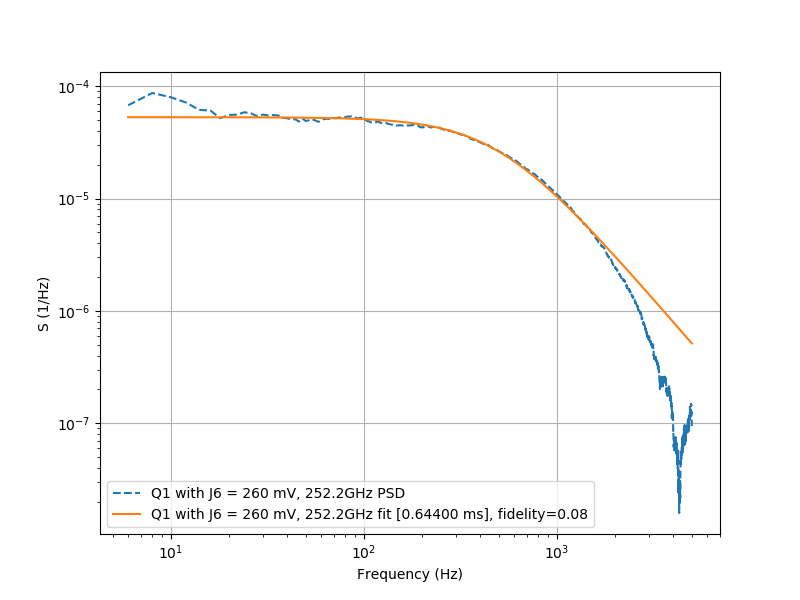 10⁻⁴
10⁻⁵
10⁻⁶
10⁻⁷
S (1/Hz)
Q1 with J6 = 260 mV, 252.2GHz PSD
Q1 with J6 = 260 mV, 252.2GHz fit [0.64400 ms], fidelity=0.08
10¹ 10² 10³
Frequency (Hz)